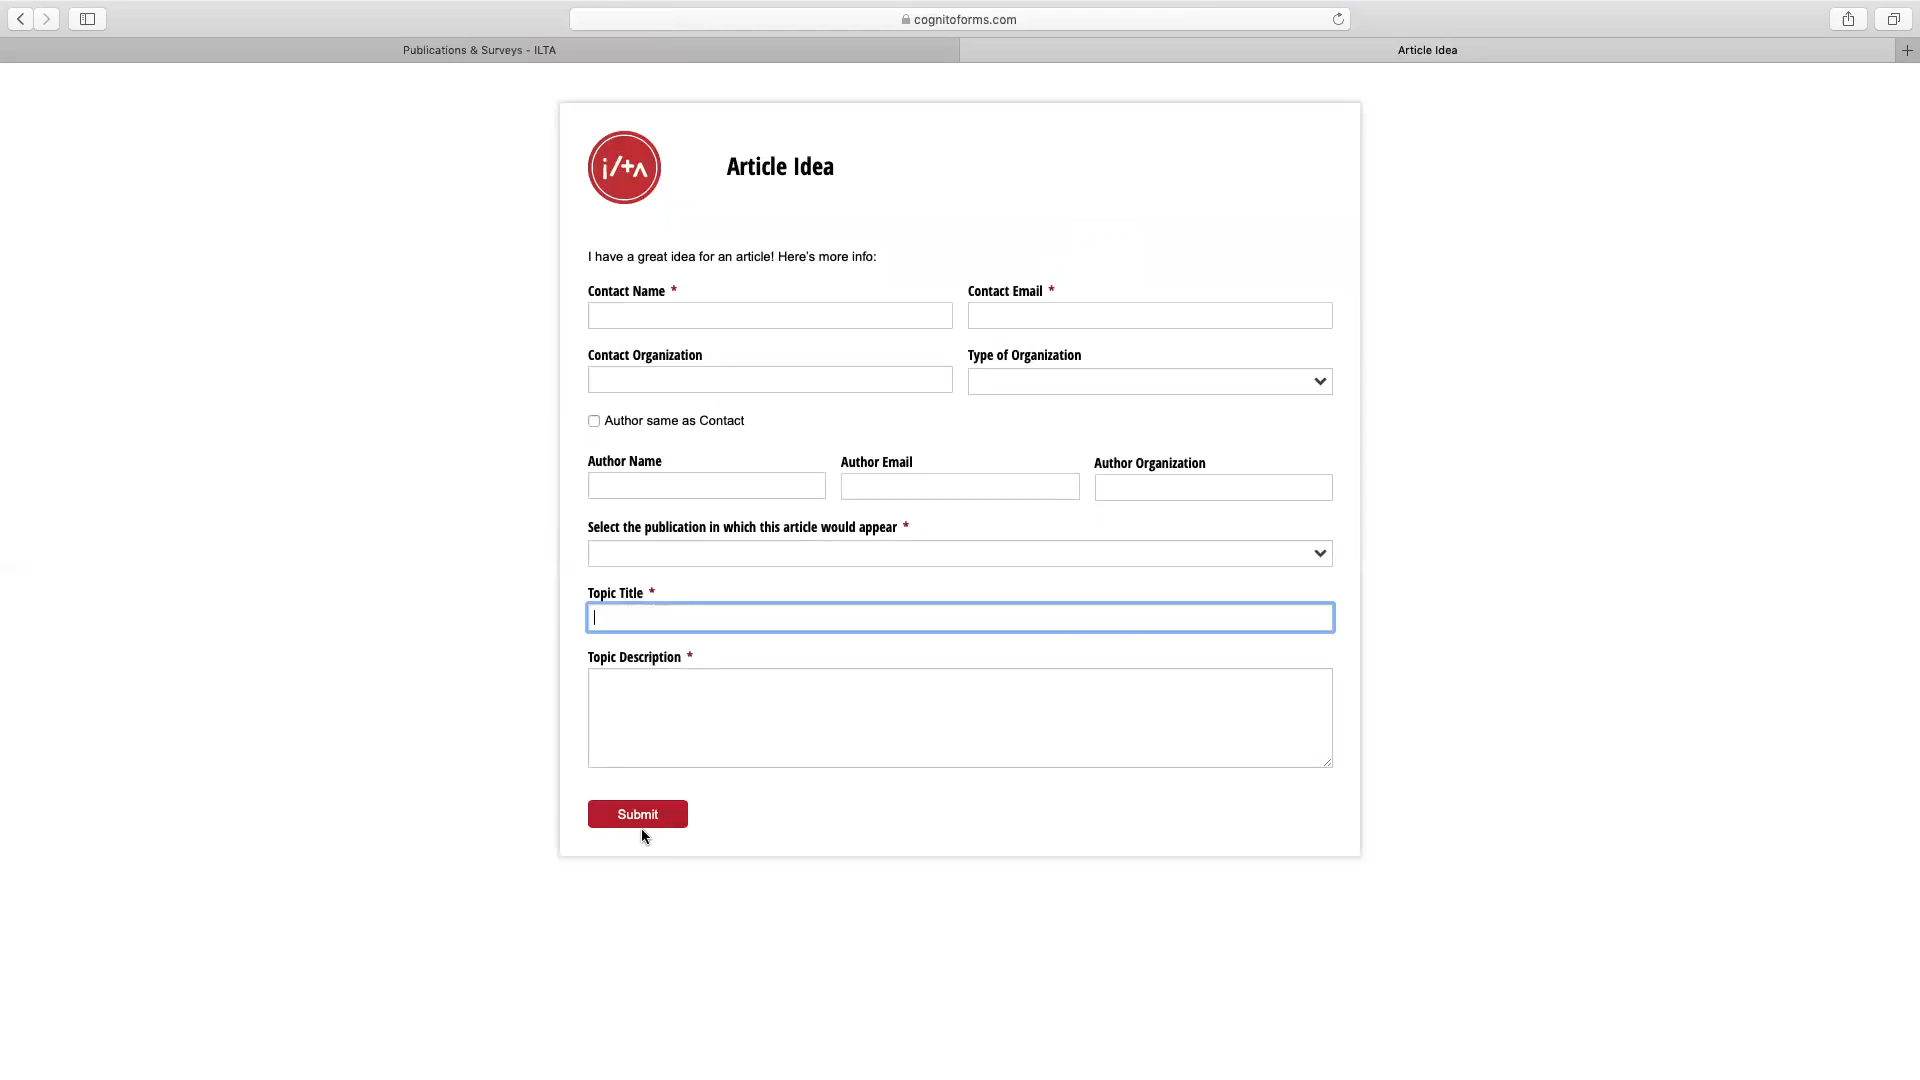 cognitoforms.com
Publications & Surveys - ILTA
Article Idea
ilta
Article Idea
I have a great idea for an article! Here's more info:
Contact Name *
Contact Email *
Contact Organization
Type of Organization
Author same as Contact
Author Name
Author Email
Author Organization
Select the publication in which this article would appear *
Topic Title *
Topic Description *
Submit